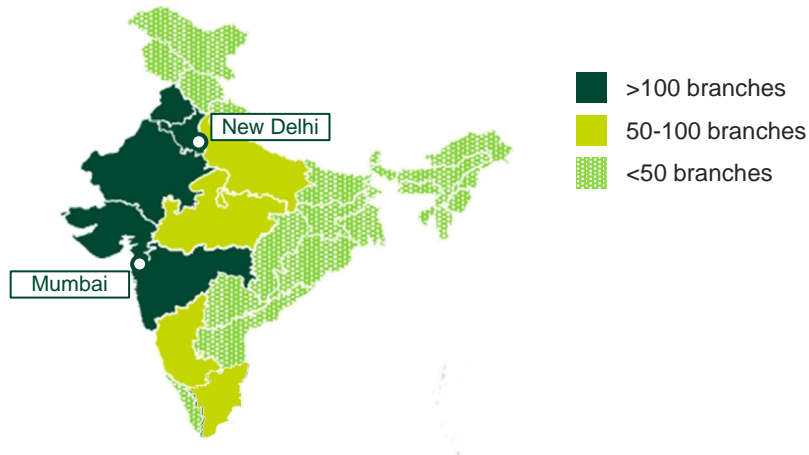 >100 branches
New Delhi
50-100 branches
<50 branches
Mumbai